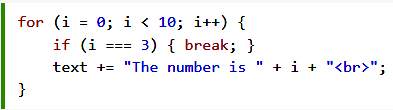 for (i = 0; i < 10; i++) {
    if (i === 3) { break; }
    text += "The number is " + i + "<br>";
}